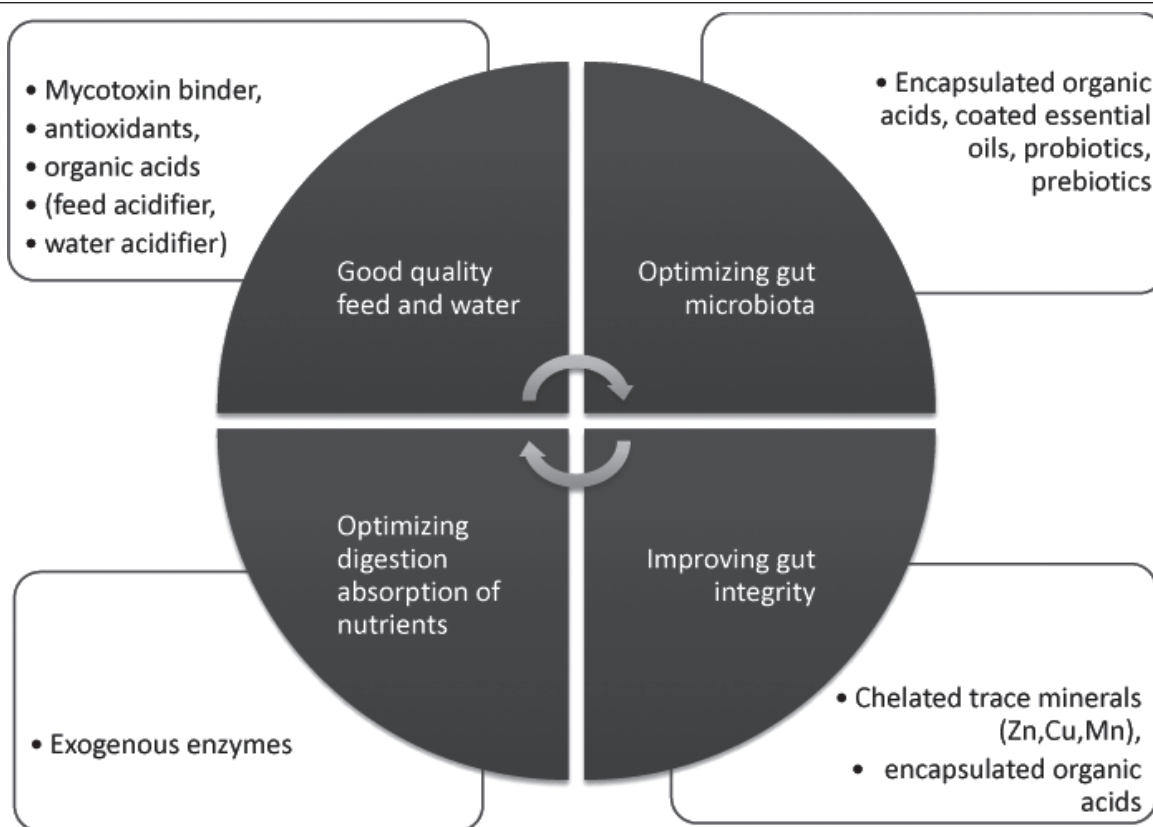 • Mycotoxin binder,
• antioxidants,
• organic acids
• (feed acidifier,
• water acidifier)
• Encapsulated organic
acids, coated essential
oils, probiotics,
prebiotics
Good quality
feed and water
Optimizing gut
microbiota
Optimizing
digestion
absorption of
nutrients
Improving gut
integrity
• Exogenous enzymes
• Chelated trace minerals
(Zn,Cu,Mn),
• encapsulated organic
acids